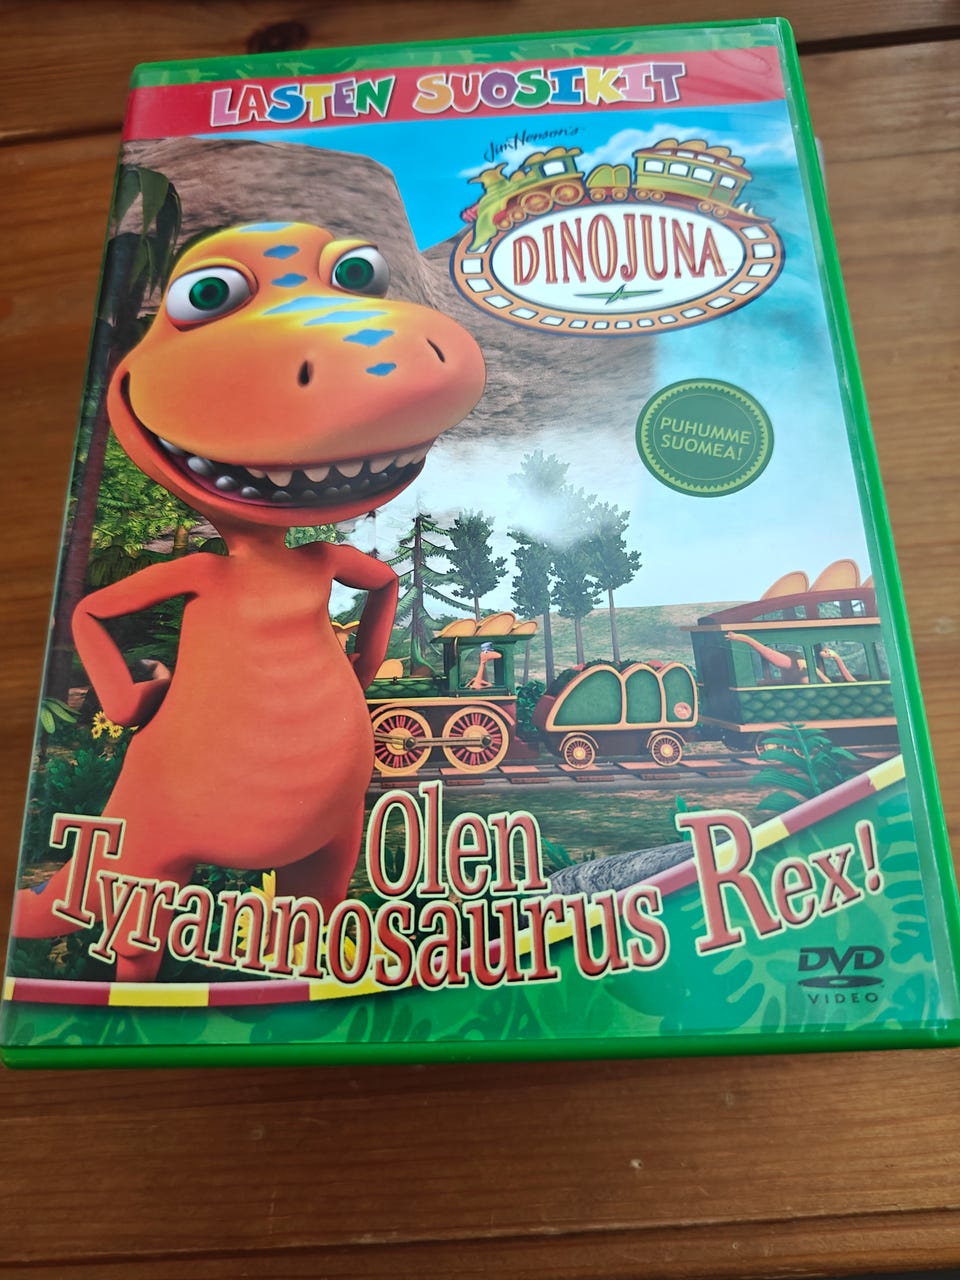 LASTEN SUOSIKIT
Jim Henson's
DINOJUNA
PUHUMME
SUOMEA!
Olen
Tyrannosaurus Rex!
DVD
VIDEO